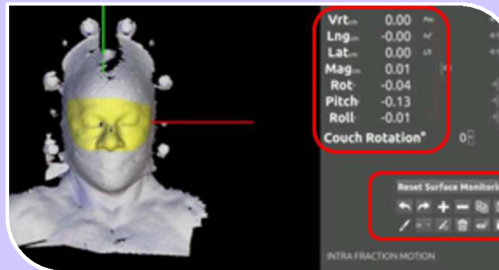 Vrt 0.00
Lng -0.00
Lat 0.00
Mag 0.01
Rot -0.04
Pitch -0.13
Roll -0.01
Couch Rotation° 0
Reset Surface Monitorin
INTRA FRACTION MOTION